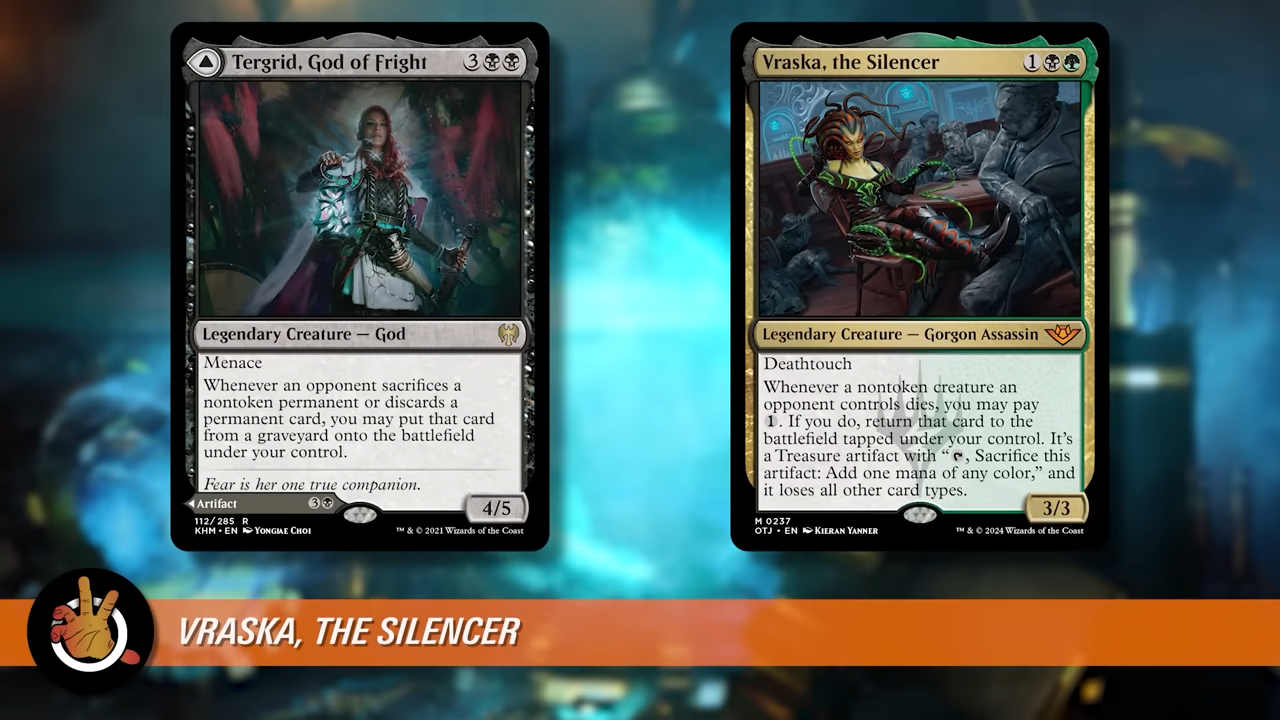 Tergrid, God of Fright 3
Legendary Creature — God
Menace
Whenever an opponent sacrifices a
nontoken permanent or discards a
permanent card, you may put that card
from a graveyard onto the battlefield
under your control.
Fear is her one true companion.
Artifact 3
4/5
112/285 R
KHM • EN Yongjae Choi
™ & © 2021 Wizards of the Coast
Vraska, the Silencer 1
Legendary Creature — Gorgon Assassin
Deathtouch
Whenever a nontoken creature an
opponent controls dies, you may pay
1. If you do, return that card to the
battlefield tapped under your control. It's
a Treasure artifact with “, Sacrifice this
artifact: Add one mana of any color,” and
it loses all other card types.
3/3
M 0237
OTJ • EN Kieran Yanner
™ & © 2024 Wizards of the Coast
VRASKA, THE SILENCER